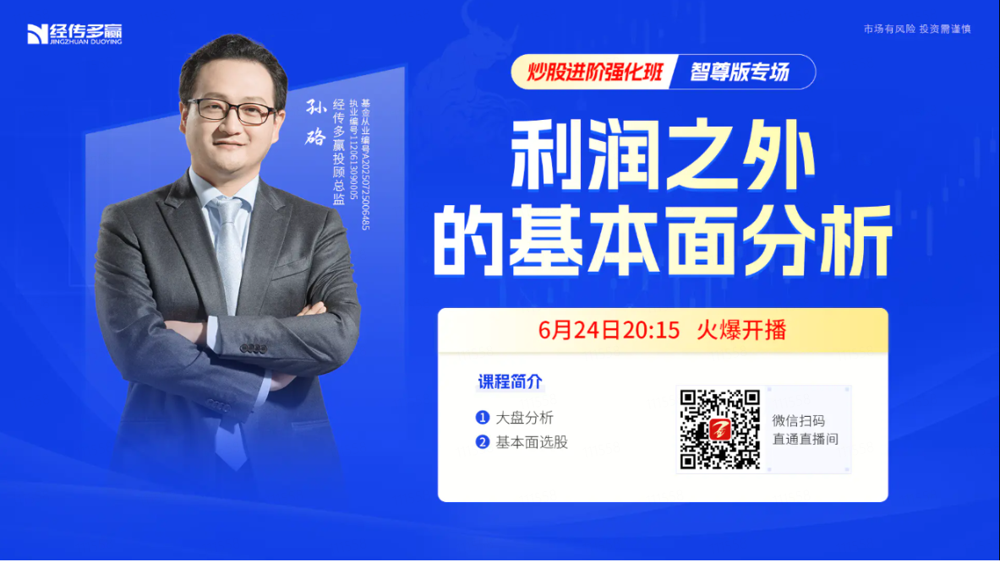 经传多赢
JINGZHUAN DUOYING
市场有风险 投资需谨慎
孙硌
经传多赢投顾总监
执业编号1120613090005
基金从业编号A20250725006485
炒股进阶强化班 智尊版专场
利润之外
的基本面分析
6月24日20:15 火爆开播
课程简介
1 大盘分析
2 基本面选股
微信扫码
直通直播间